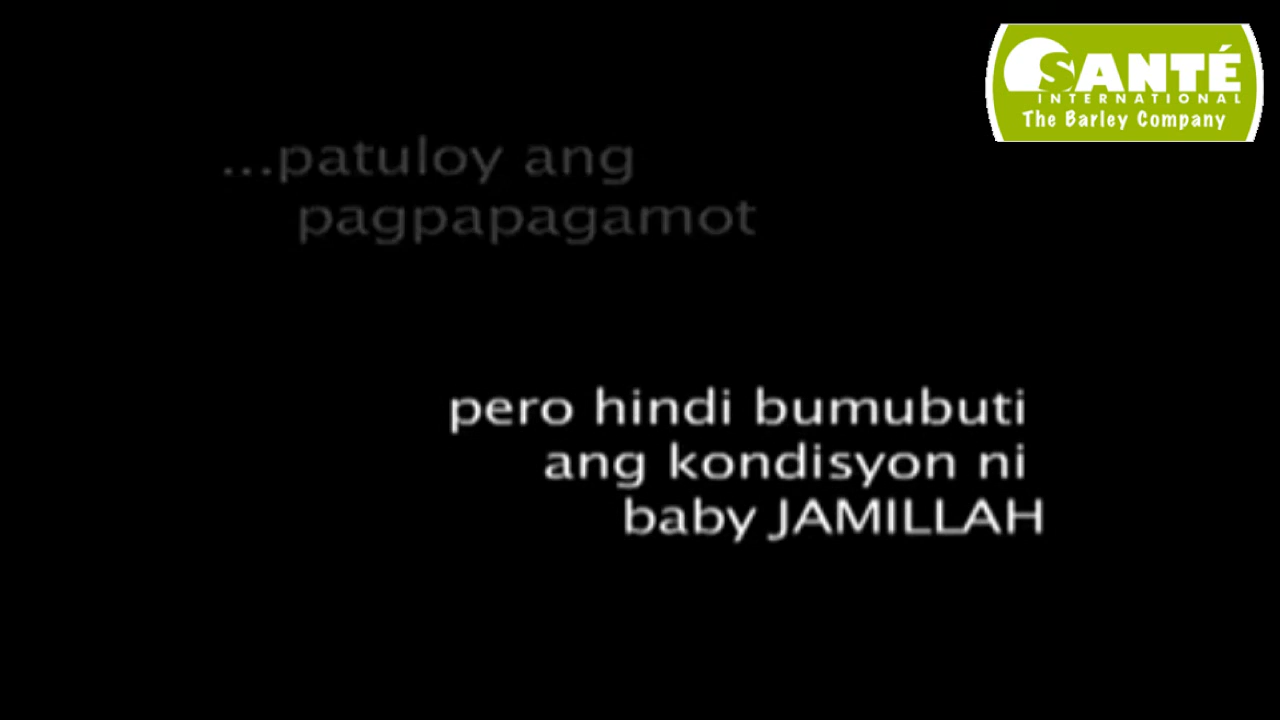 SANTÉ
INTERNATIONAL
The Barley Company
...patuloy ang
pagpapagamot
pero hindi bumubuti
ang kondisyon ni
baby JAMILLAH